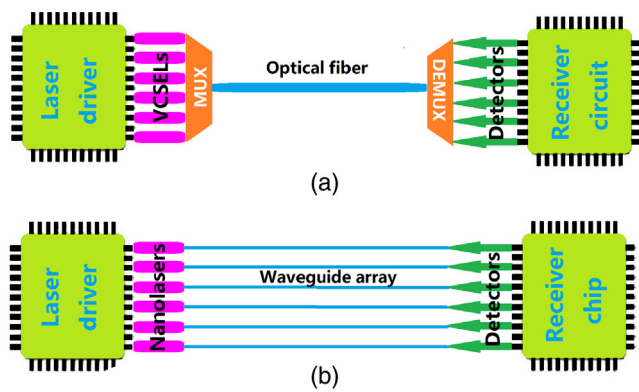 Laser
driver
VCSELs
MUX
Optical fiber
DEMUX
Detectors
Receiver
circuit
(a)
Laser
driver
Nanolasers
Waveguide array
Detectors
Receiver
chip
(b)